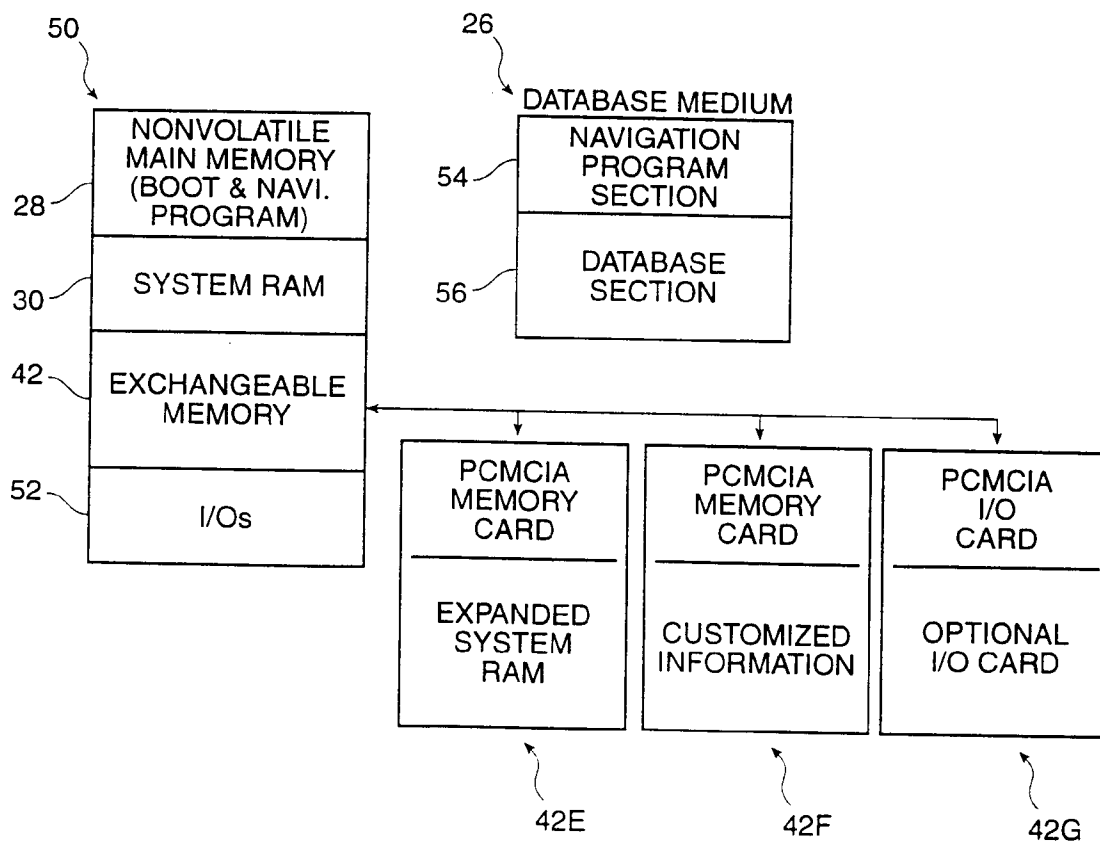 50
NONVOLATILE
MAIN MEMORY
(BOOT & NAVI.
PROGRAM)
28
SYSTEM RAM
30
42
EXCHANGEABLE
MEMORY
52
I/Os
26
DATABASE MEDIUM
NAVIGATION
PROGRAM
SECTION
54
DATABASE
SECTION
56
PCMCIA
MEMORY
CARD
EXPANDED
SYSTEM
RAM
42E
PCMCIA
MEMORY
CARD
CUSTOMIZED
INFORMATION
42F
PCMCIA
I/O
CARD
OPTIONAL
I/O CARD
42G